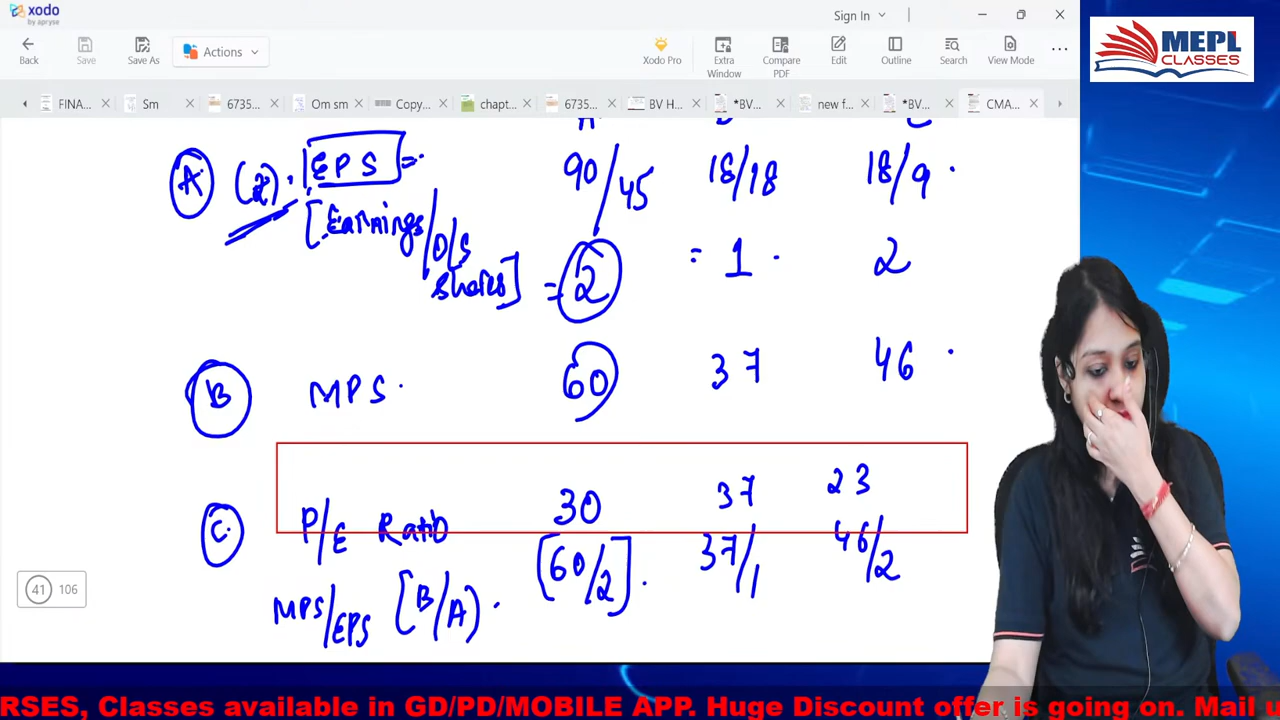 xodo
by apryse
Sign In
Back
Save
Save As
Actions
Xodo Pro
Extra Window
Compare PDF
Edit
Outline
Search
View Mode
MEPL
CLASSES
FINA...
Sm
6735...
Om sm
Copy...
chapt...
6735...
BV H...
*BV...
new f...
*BV...
CMA...
A (2). EPS =
90/45 18/18 18/9
[Earnings/O/S shares] = 2 = 1 2
B MPS 60 37 46
C P/E Ratio 30 37 23
[60/2] 37/1 46/2
MPS/EPS [B/A]
41 106
RSES, Classes available in GD/PD/MOBILE APP. Huge Discount offer is going on. Mail u